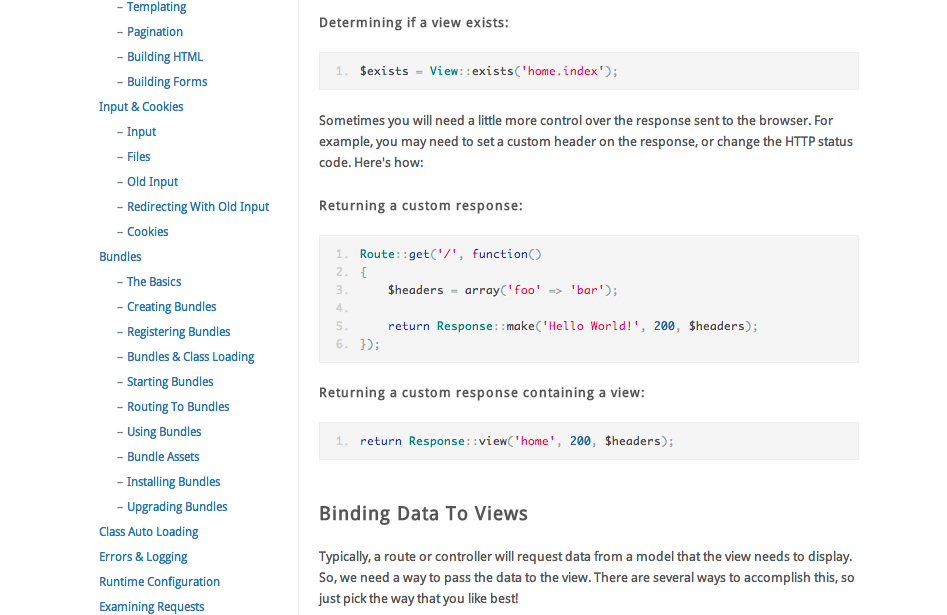 – Templating
– Pagination
– Building HTML
– Building Forms
Input & Cookies
– Input
– Files
– Old Input
– Redirecting With Old Input
– Cookies
Bundles
– The Basics
– Creating Bundles
– Registering Bundles
– Bundles & Class Loading
– Starting Bundles
– Routing To Bundles
– Using Bundles
– Bundle Assets
– Installing Bundles
– Upgrading Bundles
Class Auto Loading
Errors & Logging
Runtime Configuration
Examining Requests
Determining if a view exists:
1. $exists = View::exists('home.index');
Sometimes you will need a little more control over the response sent to the browser. For
example, you may need to set a custom header on the response, or change the HTTP status
code. Here's how:
Returning a custom response:
1. Route::get('/', function()
2. {
3.     $headers = array('foo' => 'bar');
4.
5.     return Response::make('Hello World!', 200, $headers);
6. });
Returning a custom response containing a view:
1. return Response::view('home', 200, $headers);
Binding Data To Views
Typically, a route or controller will request data from a model that the view needs to display.
So, we need a way to pass the data to the view. There are several ways to accomplish this, so
just pick the way that you like best!